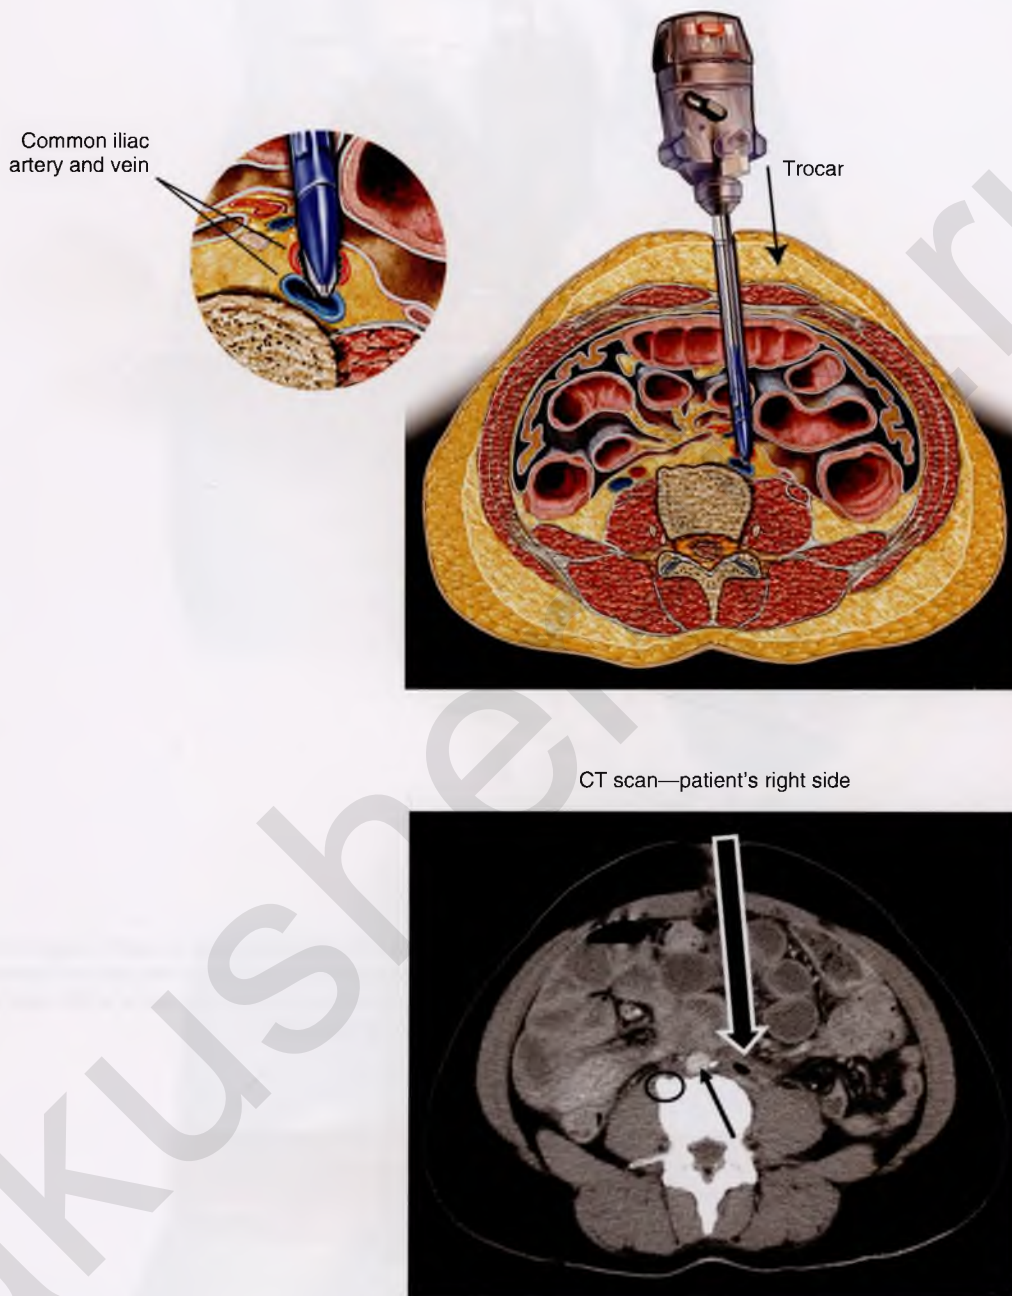 Common iliac
artery and vein
Trocar
CT scan—patient's right side